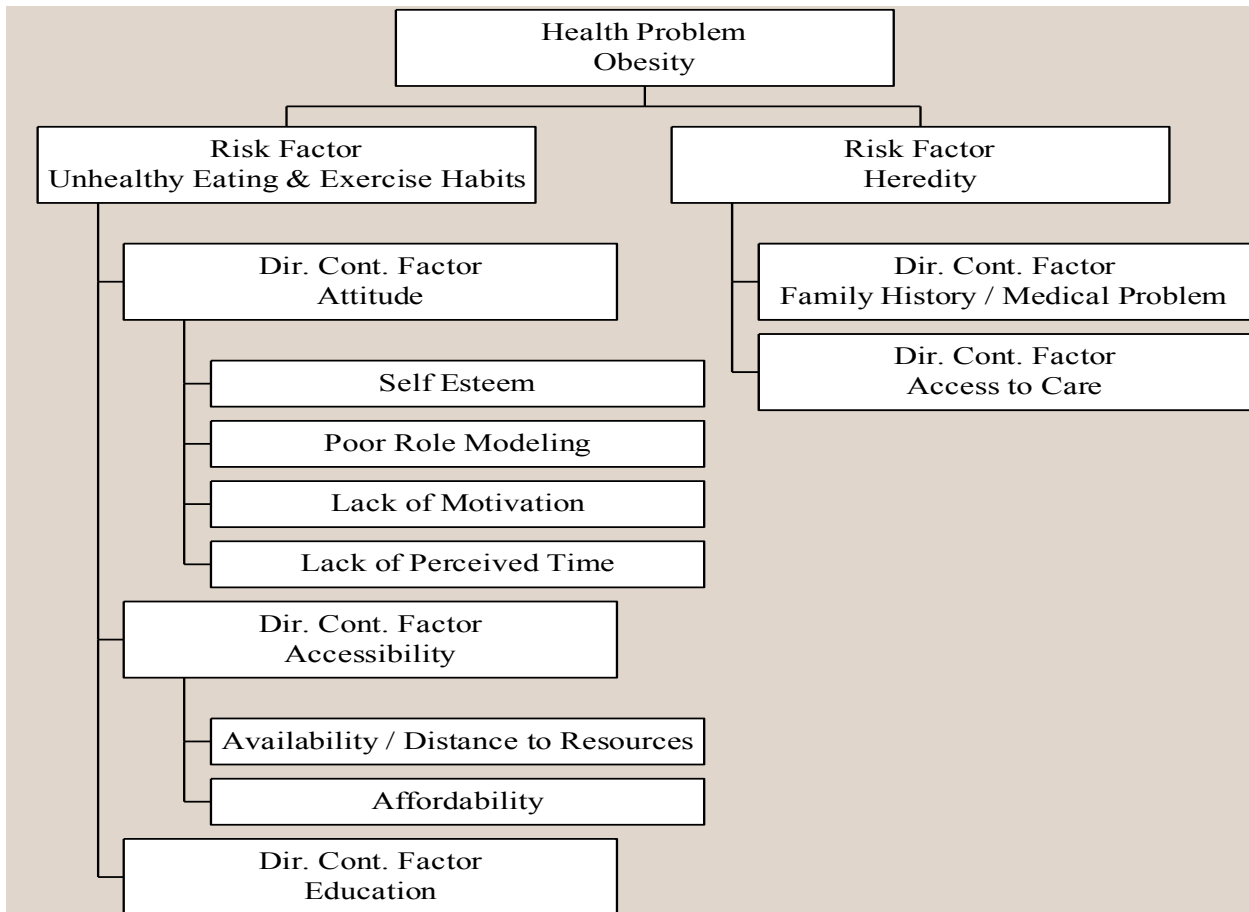 Health Problem
Obesity
Risk Factor
Unhealthy Eating & Exercise Habits
Risk Factor
Heredity
Dir. Cont. Factor
Attitude
Self Esteem
Poor Role Modeling
Lack of Motivation
Lack of Perceived Time
Dir. Cont. Factor
Accessibility
Availability / Distance to Resources
Affordability
Dir. Cont. Factor
Education
Dir. Cont. Factor
Family History / Medical Problem
Dir. Cont. Factor
Access to Care